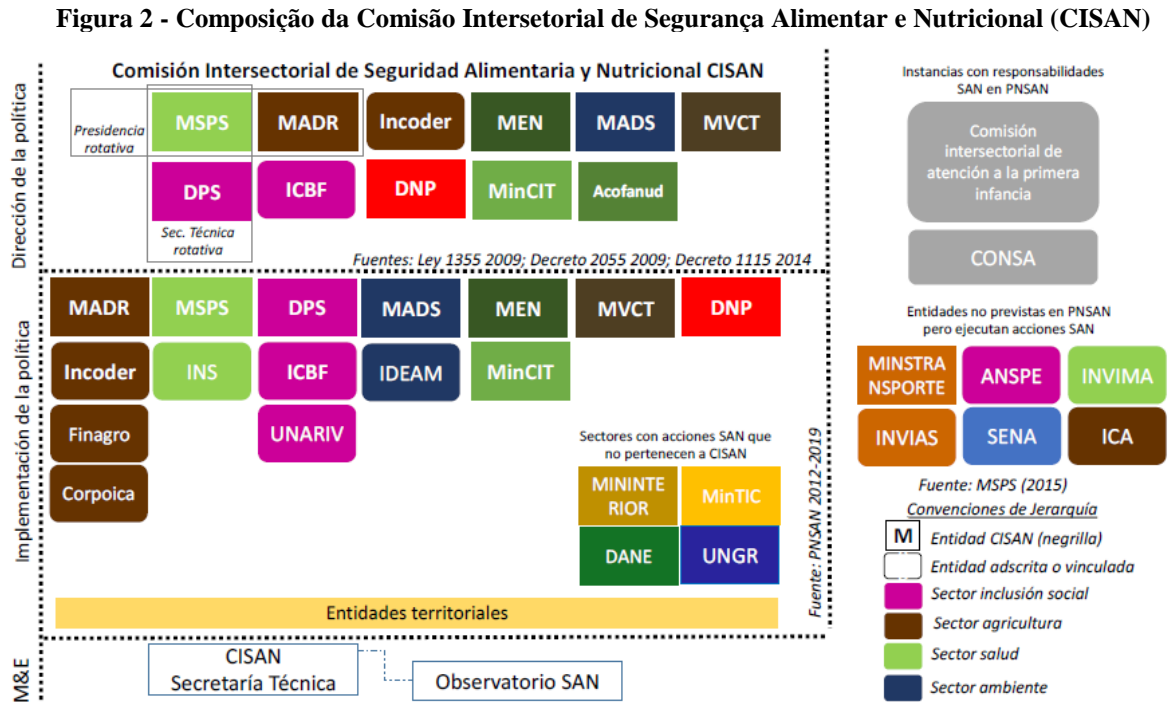 Figura 2 - Composição da Comisão Intersetorial de Segurança Alimentar e Nutricional (CISAN)
Dirección de la política
Comisión Intersectorial de Seguridad Alimentaria y Nutricional CISAN
Presidencia
rotativa
MSPS
MADR
Incoder
MEN
MADS
MVCT
DPS
ICBF
DNP
MinCIT
Acofanud
Sec. Técnica
rotativa
Fuentes: Ley 1355 2009; Decreto 2055 2009; Decreto 1115 2014
Implementación de la política
MADR
MSPS
DPS
MADS
MEN
MVCT
DNP
Incoder
INS
ICBF
IDEAM
MinCIT
Finagro
UNARIV
Corpoica
Sectores con acciones SAN que
no pertenecen a CISAN
MININTE
RIOR
MinTIC
DANE
UNGR
Entidades territoriales
Fuente: PNSAN 2012-2019
M&E
CISAN
Secretaría Técnica
Observatorio SAN
Instancias con responsabilidades
SAN en PNSAN
Comisión
intersectorial de
atención a la primera
infancia
CONSA
Entidades no previstas en PNSAN
pero ejecutan acciones SAN
MINSTRA
NSPORTE
ANSPE
INVIMA
INVIAS
SENA
ICA
Fuente: MSPS (2015)
Convenciones de Jerarquía
M
Entidad CISAN (negrilla)
Entidad adscrita o vinculada
Sector inclusión social
Sector agricultura
Sector salud
Sector ambiente